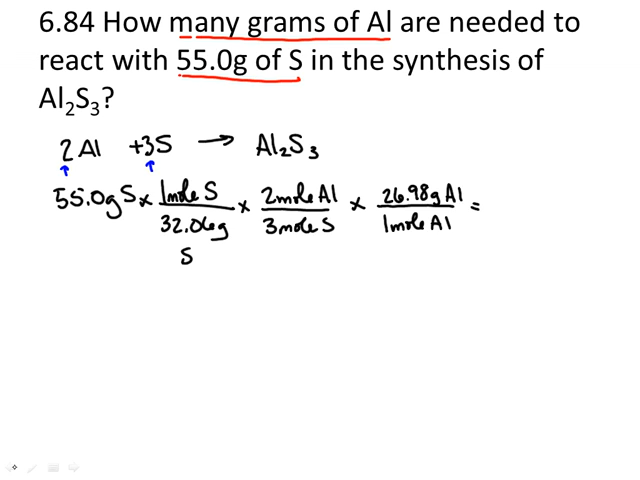 6.84 How many grams of Al are needed to
react with 55.0g of S in the synthesis of
Al₂S₃?
2Al +3S → Al₂S₃
55.0g S × 1mole S / 32.06g S × 2mole Al / 3mole S × 26.98g Al / 1mole Al =